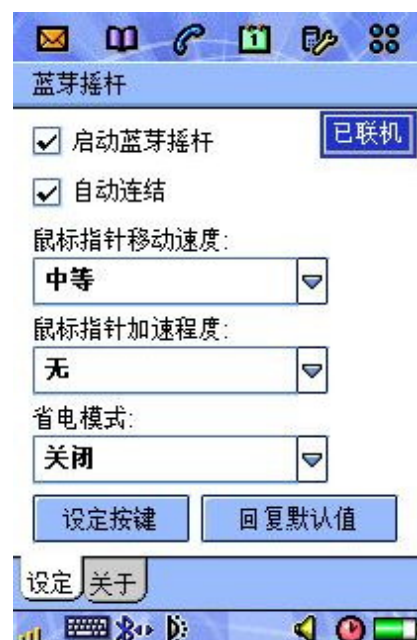 1
蓝芽摇杆
启动蓝芽摇杆
已联机
自动连结
鼠标指针移动速度:
中等
鼠标指针加速程度:
无
省电模式:
关闭
设定按键
回复默认值
设定
关于